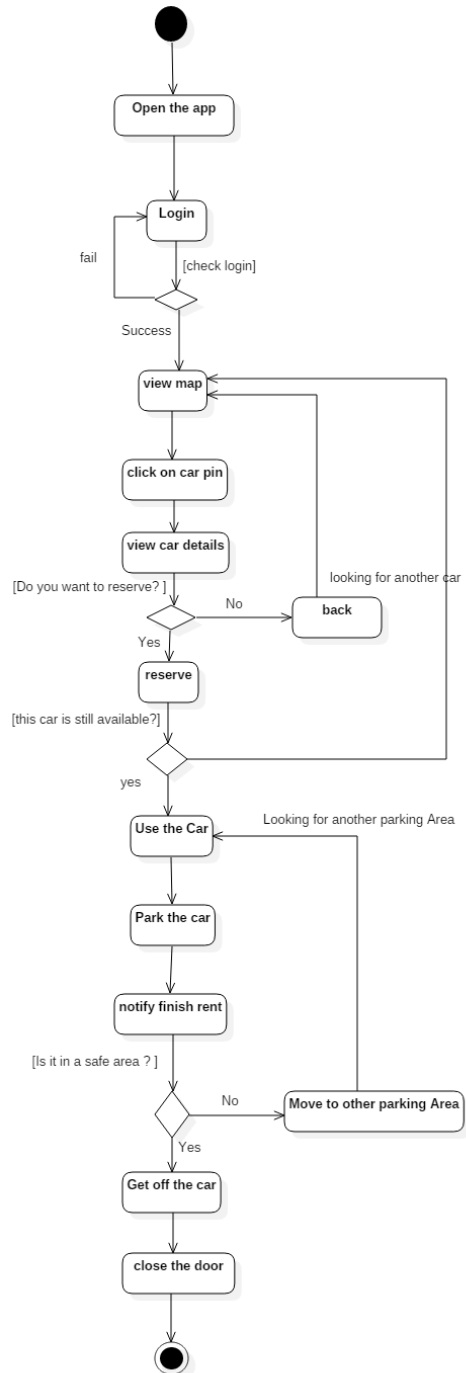 Open the app
Login
fail
[check login]
Success
view map
click on car pin
view car details
[Do you want to reserve? ]
looking for another car
No
back
Yes
reserve
[this car is still available?]
yes
Looking for another parking Area
Use the Car
Park the car
notify finish rent
[Is it in a safe area ? ]
No
Move to other parking Area
Yes
Get off the car
close the door